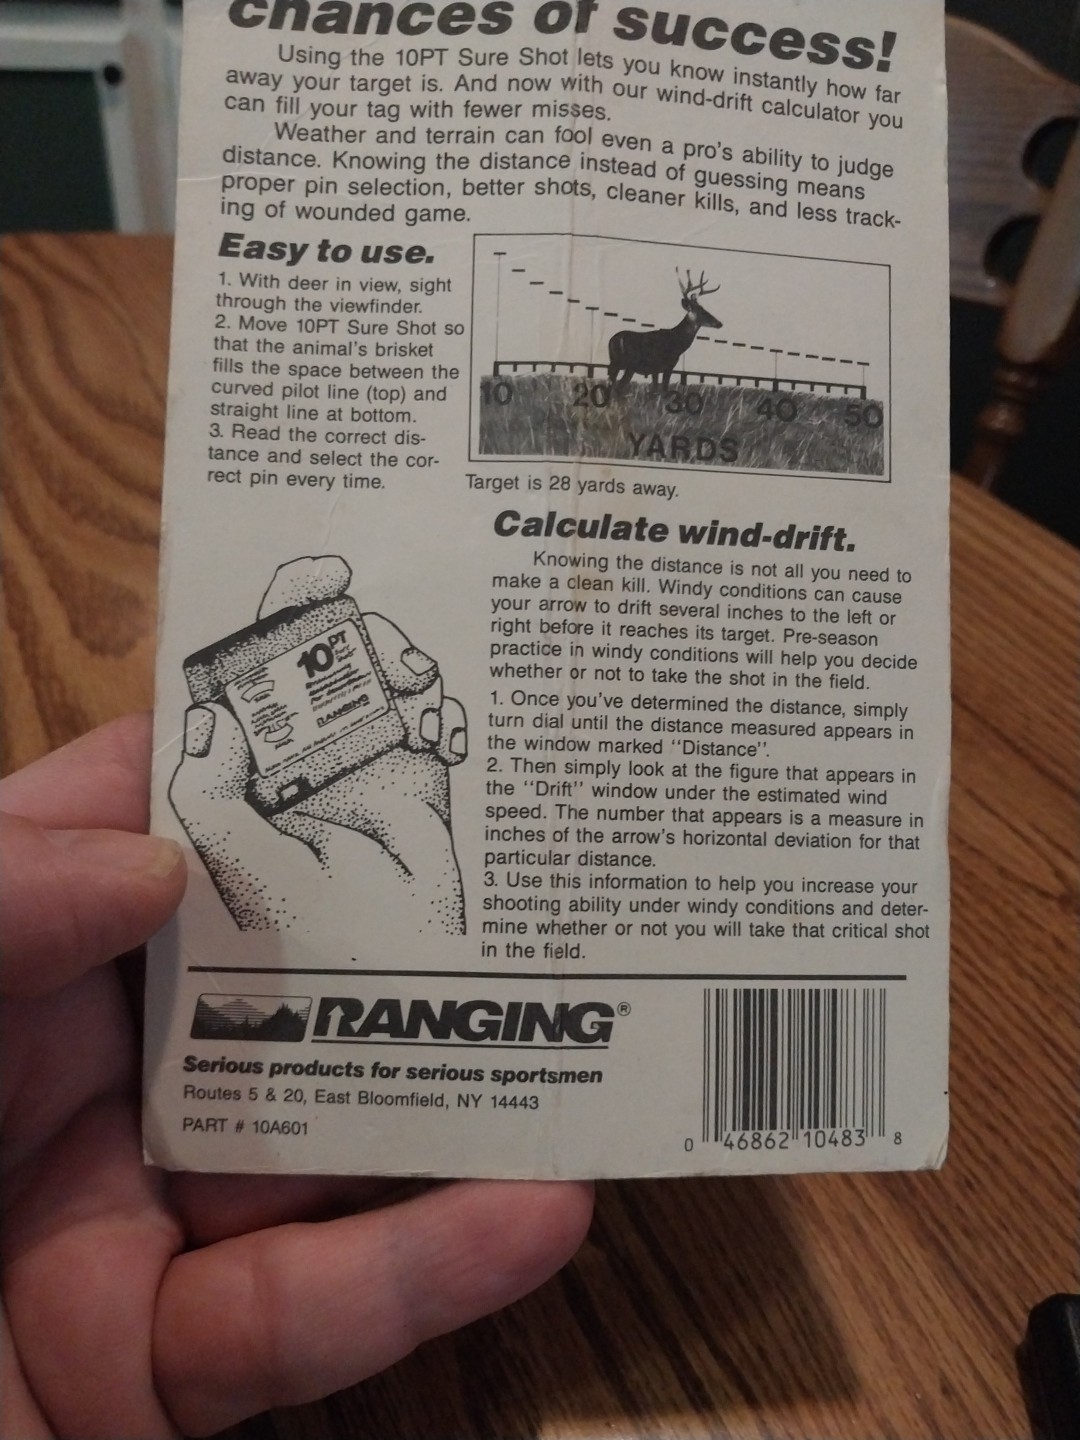 chances of success!
Using the 10PT Sure Shot lets you know instantly how far
away your target is. And now with our wind-drift calculator you
can fill your tag with fewer misses.
Weather and terrain can fool even a pro's ability to judge
distance. Knowing the distance instead of guessing means
proper pin selection, better shots, cleaner kills, and less track-
ing of wounded game.
Easy to use.
1. With deer in view, sight
through the viewfinder.
2. Move 10PT Sure Shot so
that the animal's brisket
fills the space between the
curved pilot line (top) and
straight line at bottom.
3. Read the correct dis-
tance and select the cor-
rect pin every time.
10 20 30 40 50
YARDS
Target is 28 yards away.
Calculate wind-drift.
Knowing the distance is not all you need to
make a clean kill. Windy conditions can cause
your arrow to drift several inches to the left or
right before it reaches its target. Pre-season
practice in windy conditions will help you decide
whether or not to take the shot in the field.
1. Once you've determined the distance, simply
turn dial until the distance measured appears in
the window marked "Distance".
2. Then simply look at the figure that appears in
the "Drift" window under the estimated wind
speed. The number that appears is a measure in
inches of the arrow's horizontal deviation for that
particular distance.
3. Use this information to help you increase your
shooting ability under windy conditions and deter-
mine whether or not you will take that critical shot
in the field.
10PT
RANGING
RANGING®
Serious products for serious sportsmen
Routes 5 & 20, East Bloomfield, NY 14443
PART # 10A601
0 46862 10483 8